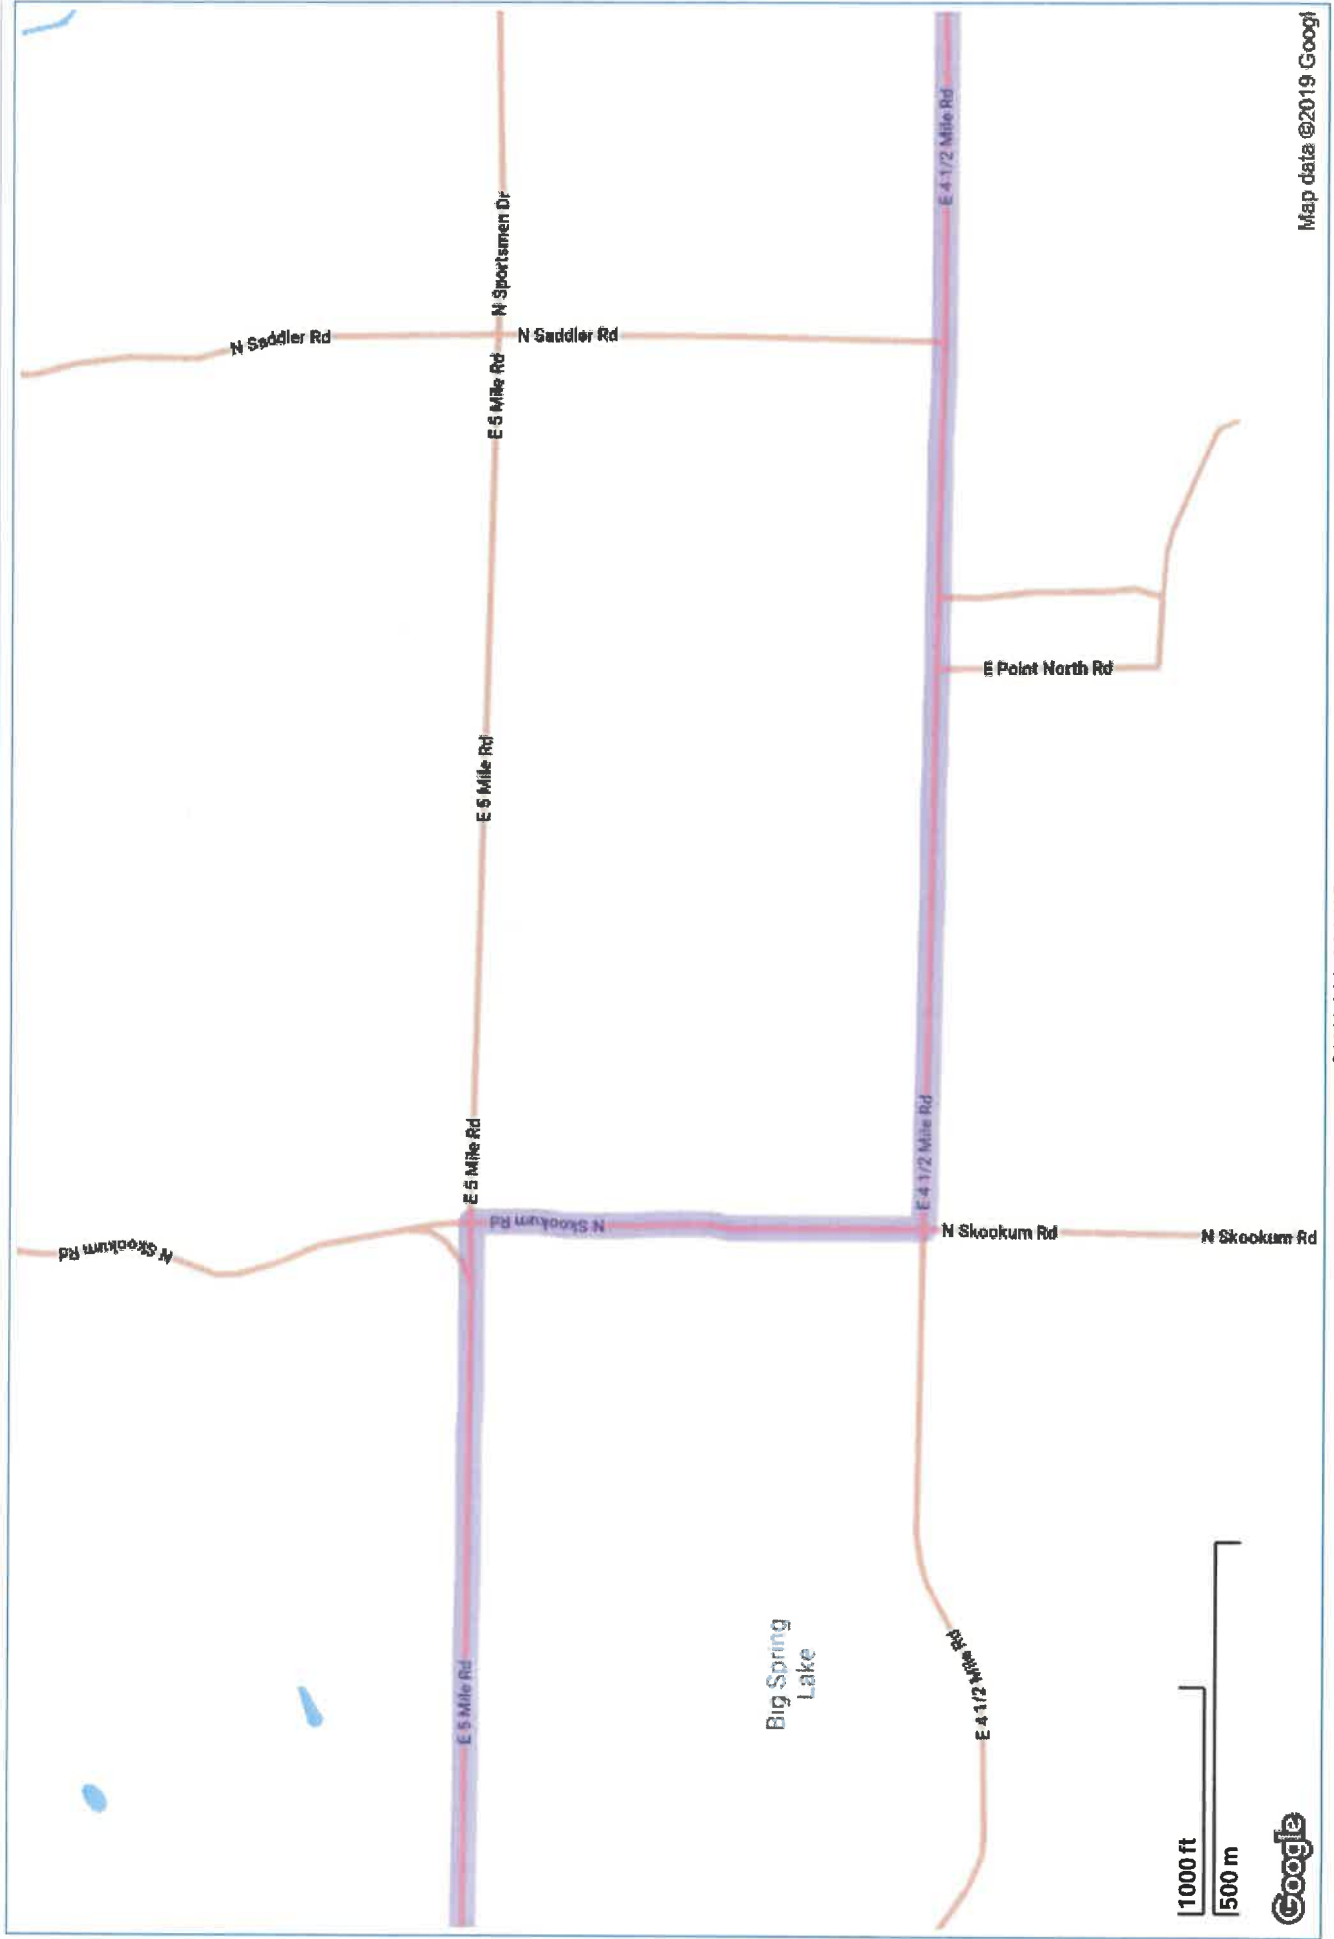 N Skookum Rd
N Saddler Rd
E 5 Mile Rd
E 5 Mile Rd
E 5 Mile Rd
E 5 Mile Rd
N Sportsmen Dr
N Skookum Rd
N Saddler Rd
Big Spring
Lake
E 4 1/2 Mile Rd
E 4 1/2 Mile Rd
E 4 1/2 Mile Rd
N Skookum Rd
E Point North Rd
N Skookum Rd
1000 ft
500 m
Google
Map data ©2019 Googl